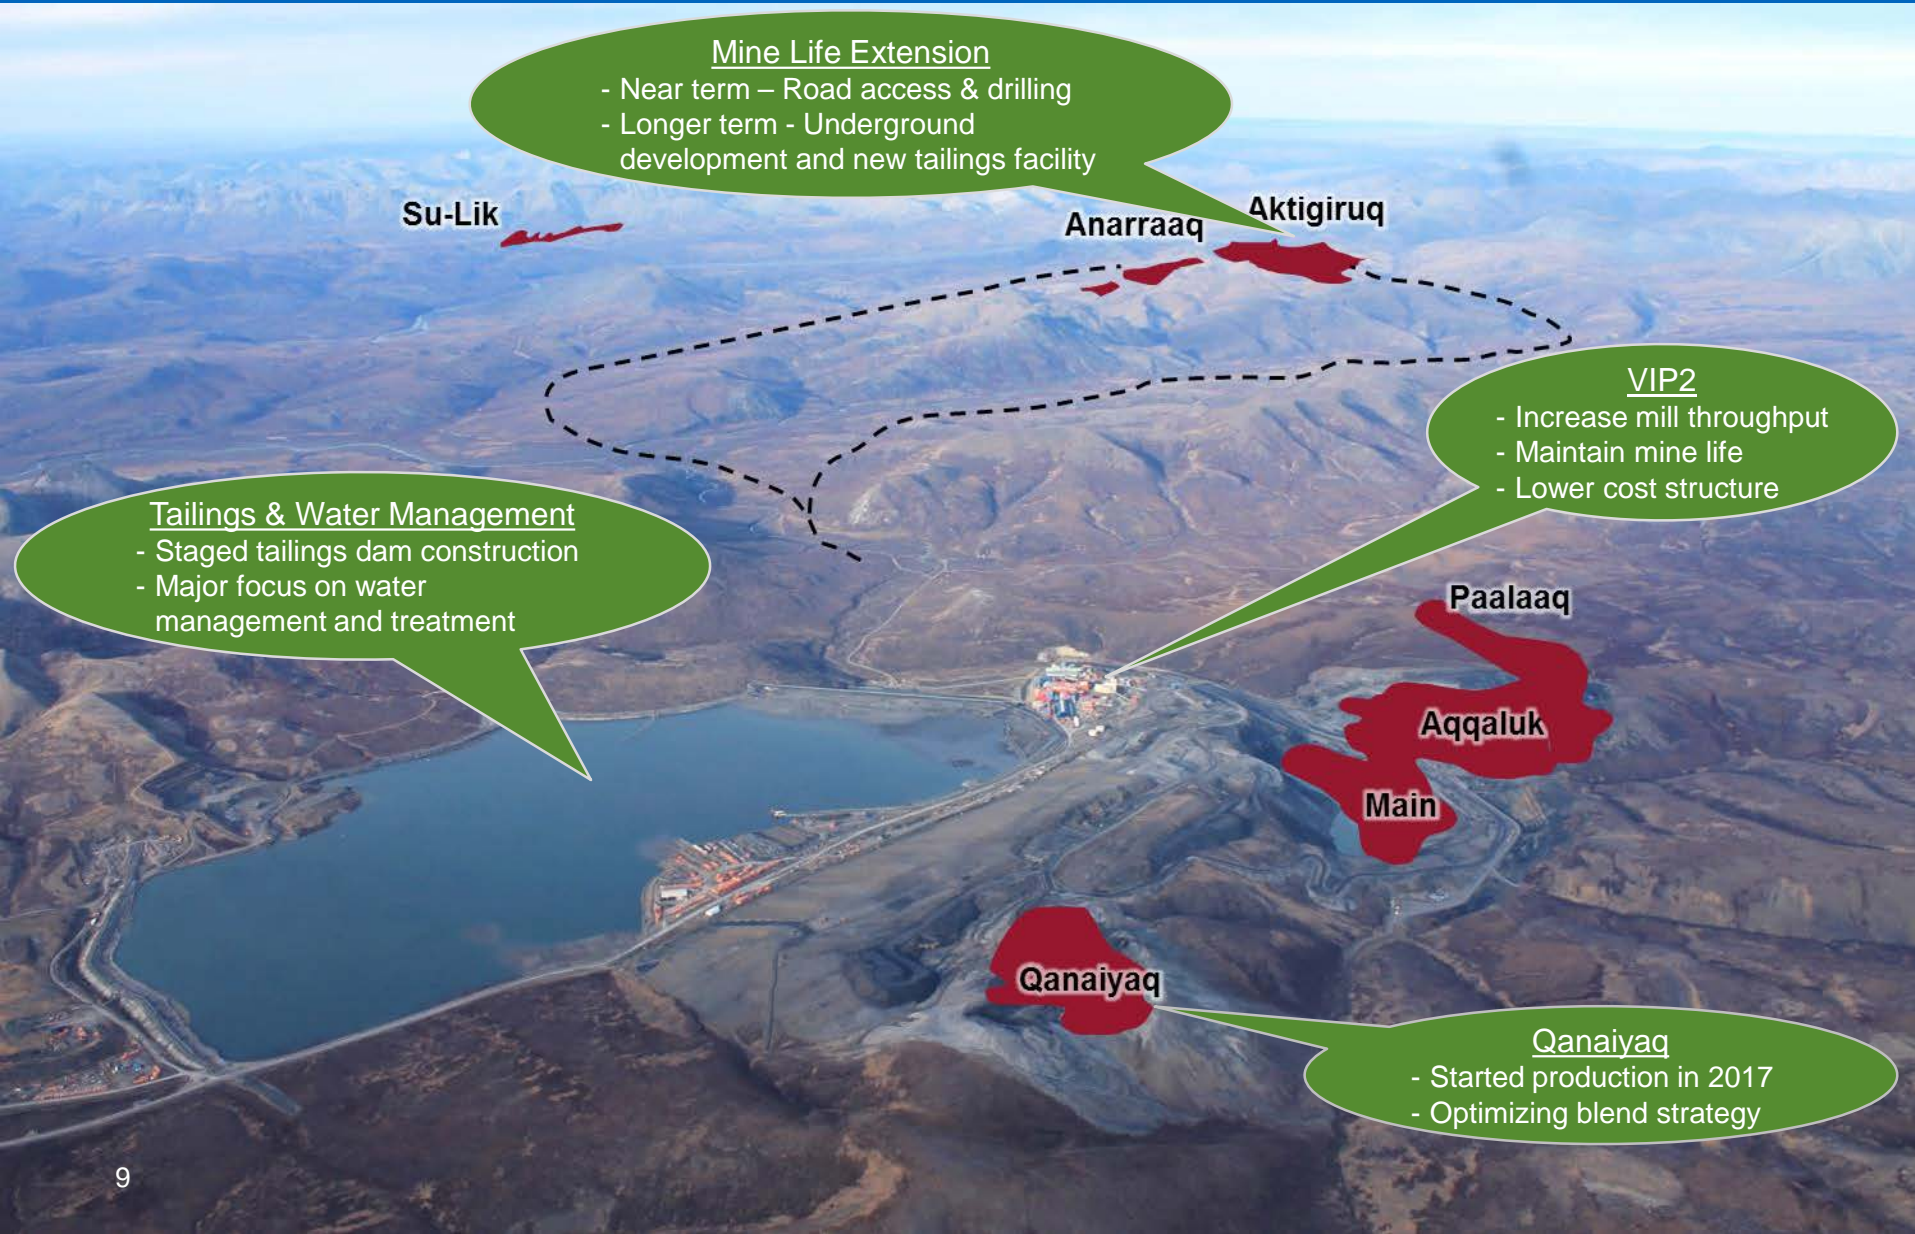 Mine Life Extension
- Near term – Road access & drilling
- Longer term - Underground
development and new tailings facility
Su-Lik
Anarraaq
Aktigiruq
VIP2
- Increase mill throughput
- Maintain mine life
- Lower cost structure
Tailings & Water Management
- Staged tailings dam construction
- Major focus on water
management and treatment
Paalaaq
Aqqaluk
Main
Qanaiyaq
Qanaiyaq
- Started production in 2017
- Optimizing blend strategy
9